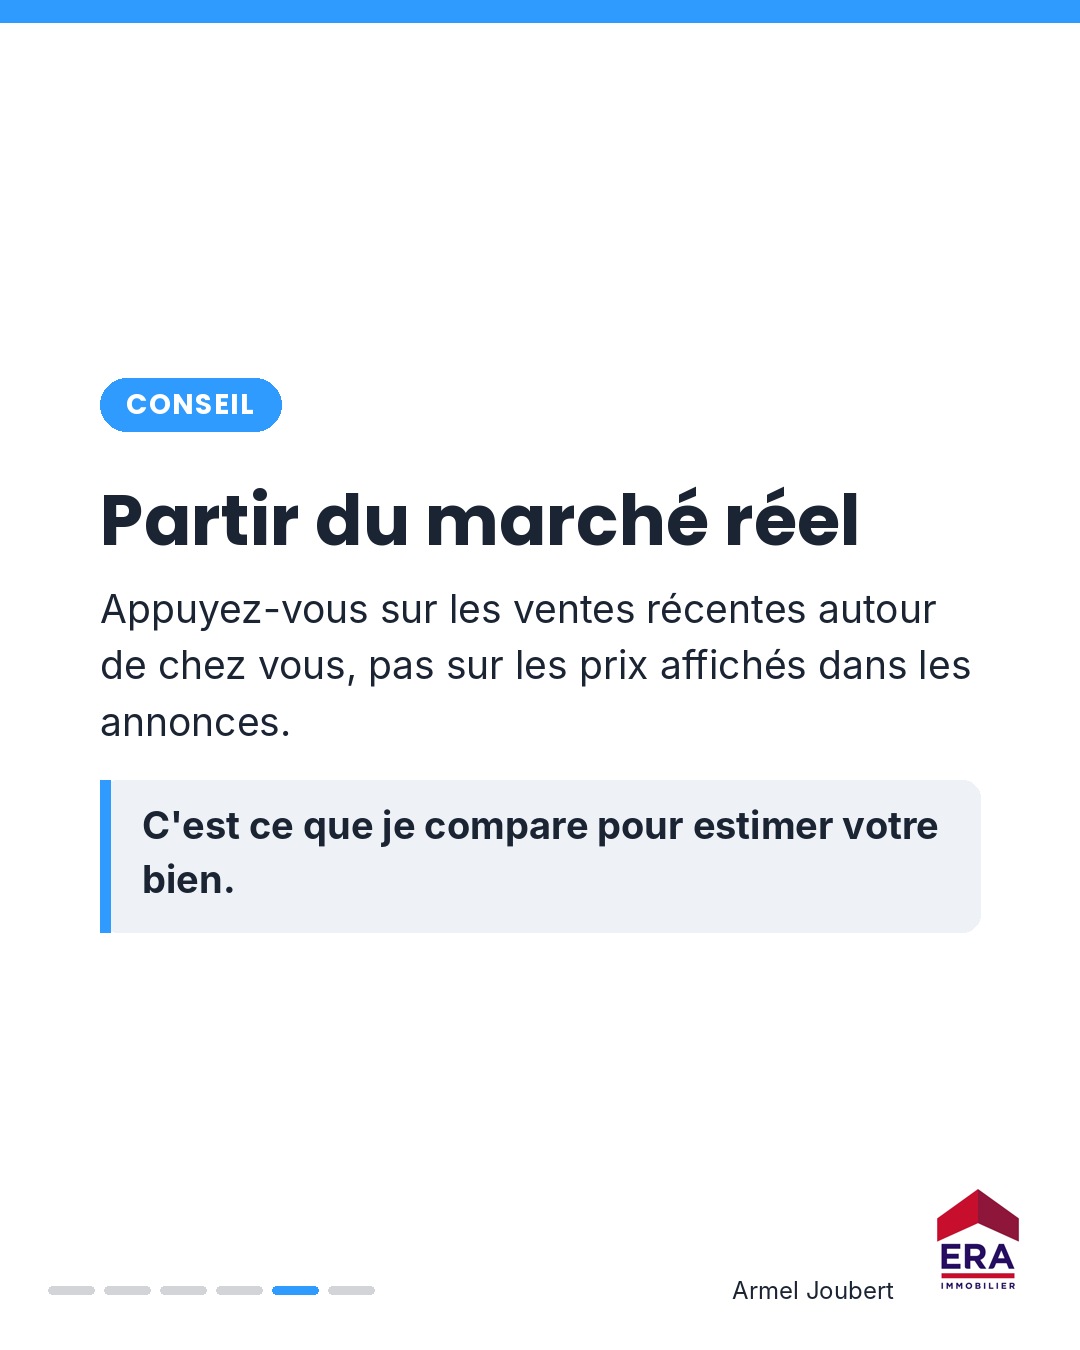 CONSEIL
Partir du marché réel
Appuyez-vous sur les ventes récentes autour
de chez vous, pas sur les prix affichés dans les
annonces.
C'est ce que je compare pour estimer votre
bien.
Armel Joubert
ERA
IMMOBILIER